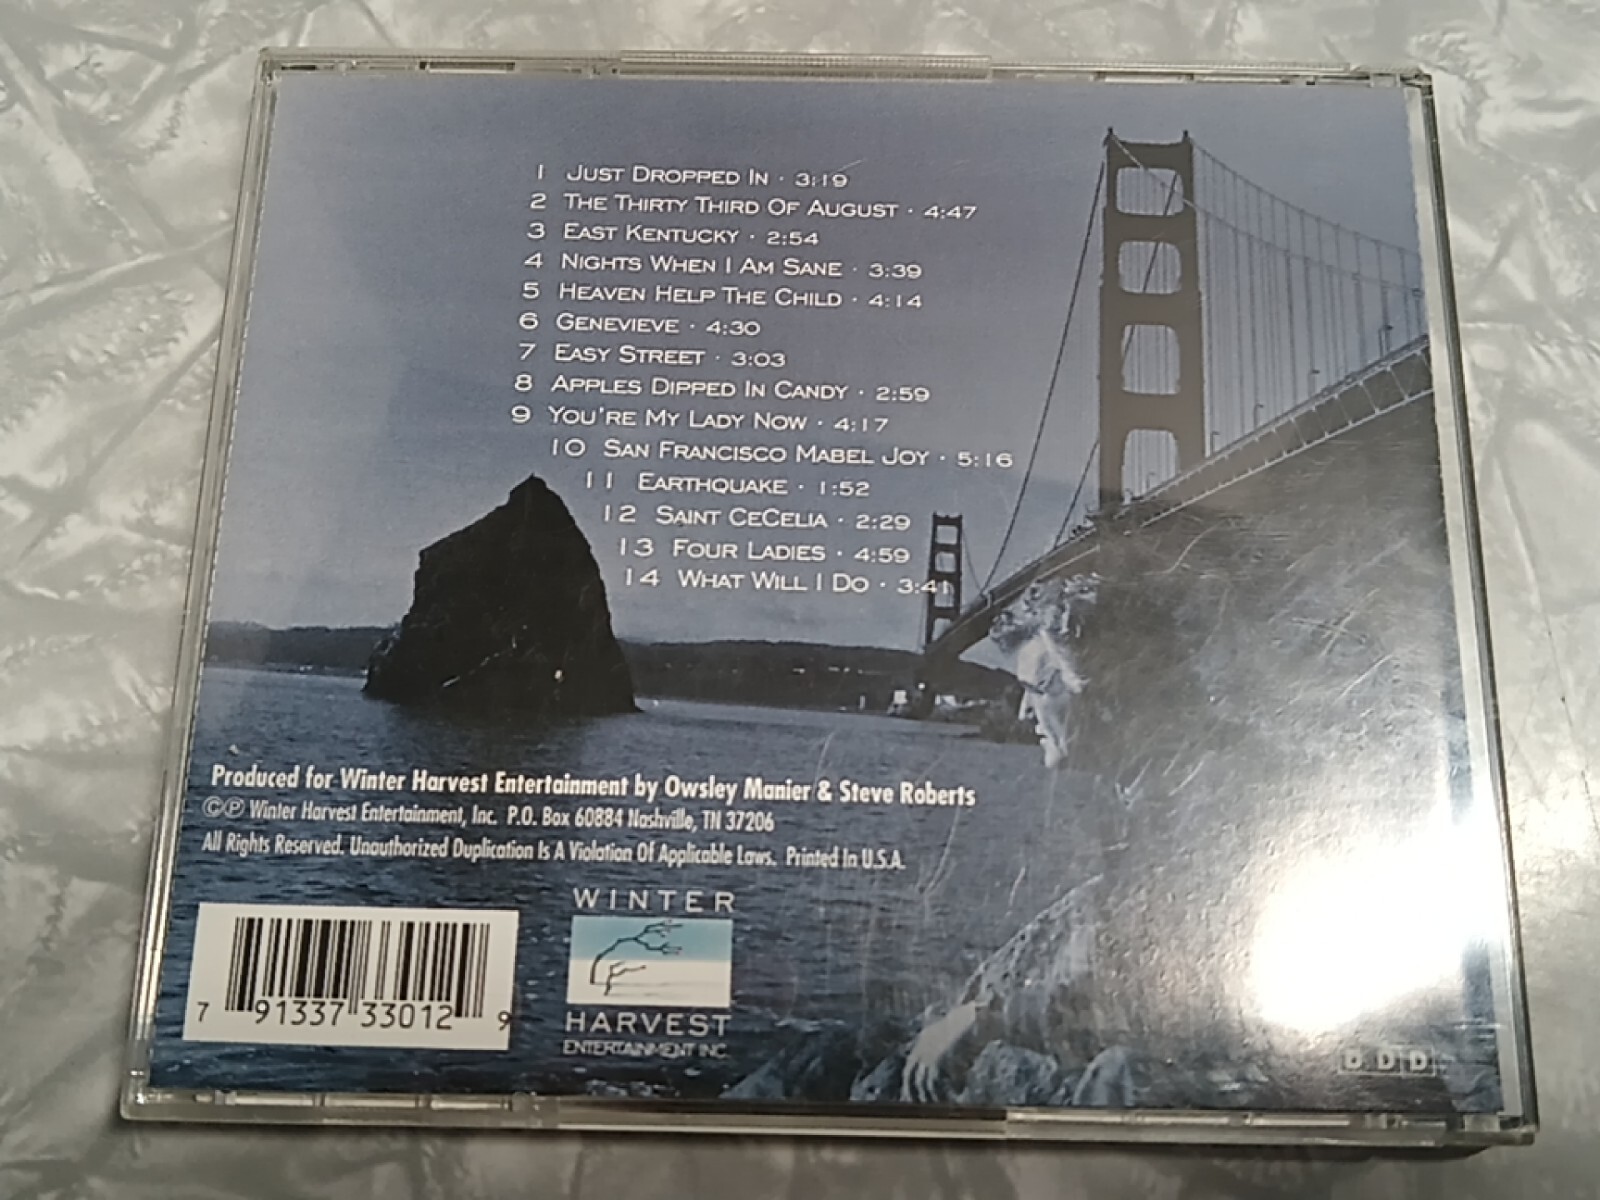 1 Just Dropped In · 3:19
2 The Thirty Third Of August · 4:47
3 East Kentucky · 2:54
4 Nights When I Am Sane · 3:39
5 Heaven Help The Child · 4:14
6 Genevieve · 4:30
7 Easy Street · 3:03
8 Apples Dipped In Candy · 2:59
9 You're My Lady Now · 4:17
10 San Francisco Mabel Joy · 5:16
11 Earthquake · 1:52
12 Saint CeCelia · 2:29
13 Four Ladies · 4:59
14 What Will I Do · 3:41
Produced for Winter Harvest Entertainment by Owsley Manier & Steve Roberts
©℗ Winter Harvest Entertainment, Inc. P.O. Box 60884 Nashville, TN 37206
All Rights Reserved. Unauthorized Duplication Is A Violation Of Applicable Laws. Printed In U.S.A.
WINTER
HARVEST
ENTERTAINMENT INC.
7 91337 33012 9
DDD